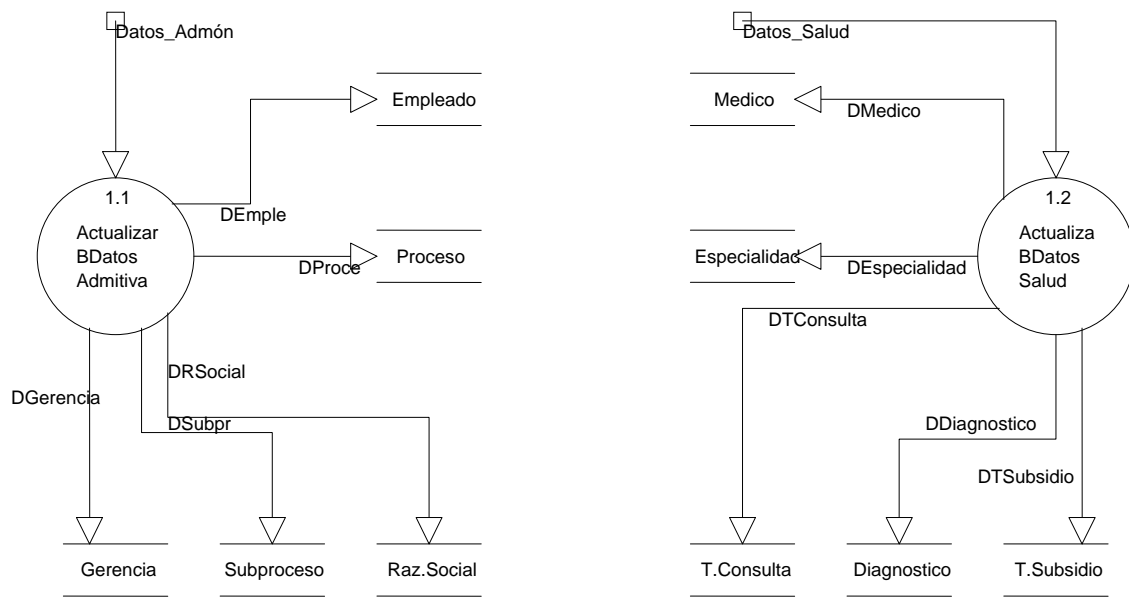 Datos_Admón
Datos_Salud
Empleado
Medico
DMedico
1.1
Actualizar
BDatos
Admitiva
DEmple
1.2
Actualiza
BDatos
Salud
DProce
Proceso
Especialidad
DEspecialidad
DTConsulta
DRSocial
DGerencia
DSubpr
DDiagnostico
DTSubsidio
Gerencia
Subproceso
Raz.Social
T.Consulta
Diagnostico
T.Subsidio